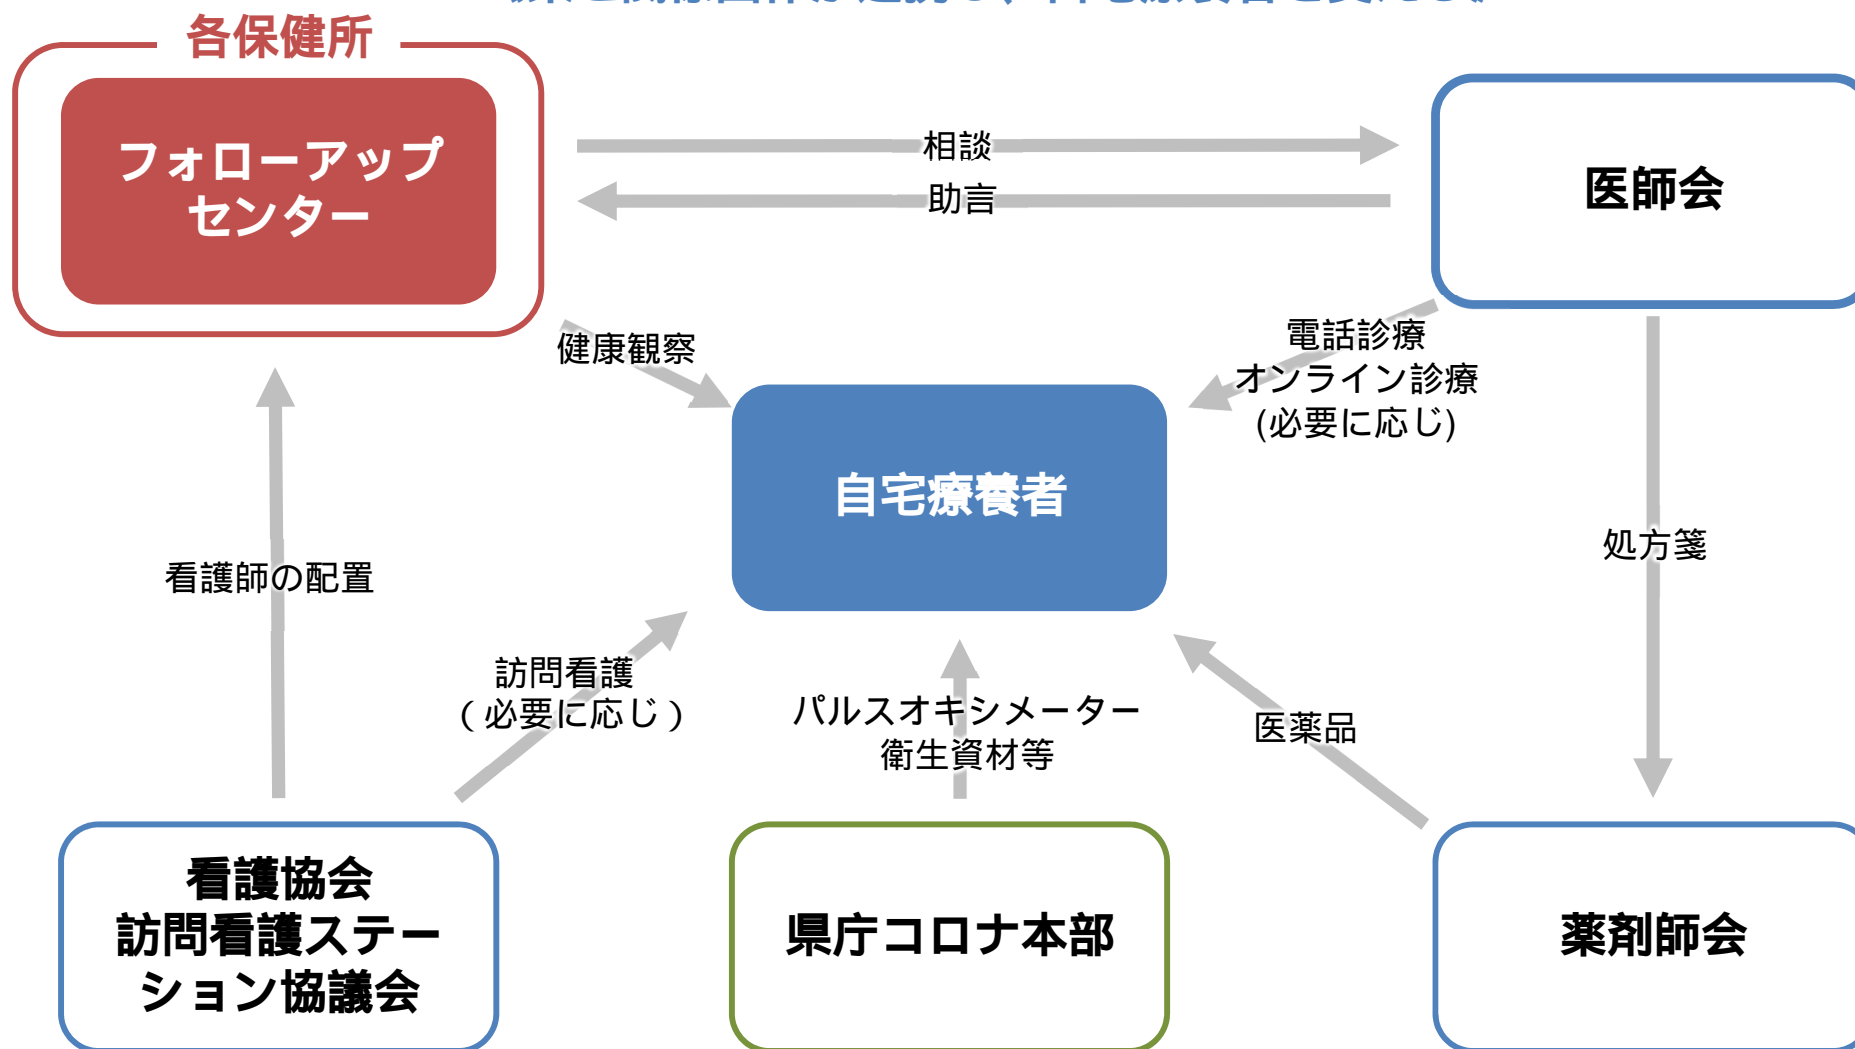 各保健所
フォローアップ
センター
相談
助言
医師会
健康観察
電話診療
オンライン診療
(必要に応じ)
自宅療養者
看護師の配置
処方箋
訪問看護
（必要に応じ）
パルスオキシメーター
衛生資材等
医薬品
看護協会
訪問看護ステー
ション協議会
県庁コロナ本部
薬剤師会